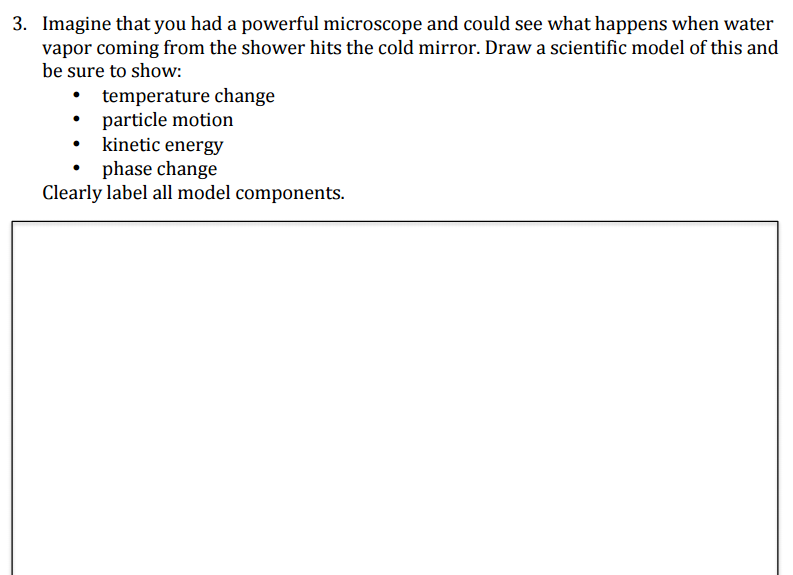 3. Imagine that you had a powerful microscope and could see what happens when water
vapor coming from the shower hits the cold mirror. Draw a scientific model of this and
be sure to show:
• temperature change
• particle motion
• kinetic energy
• phase change
Clearly label all model components.